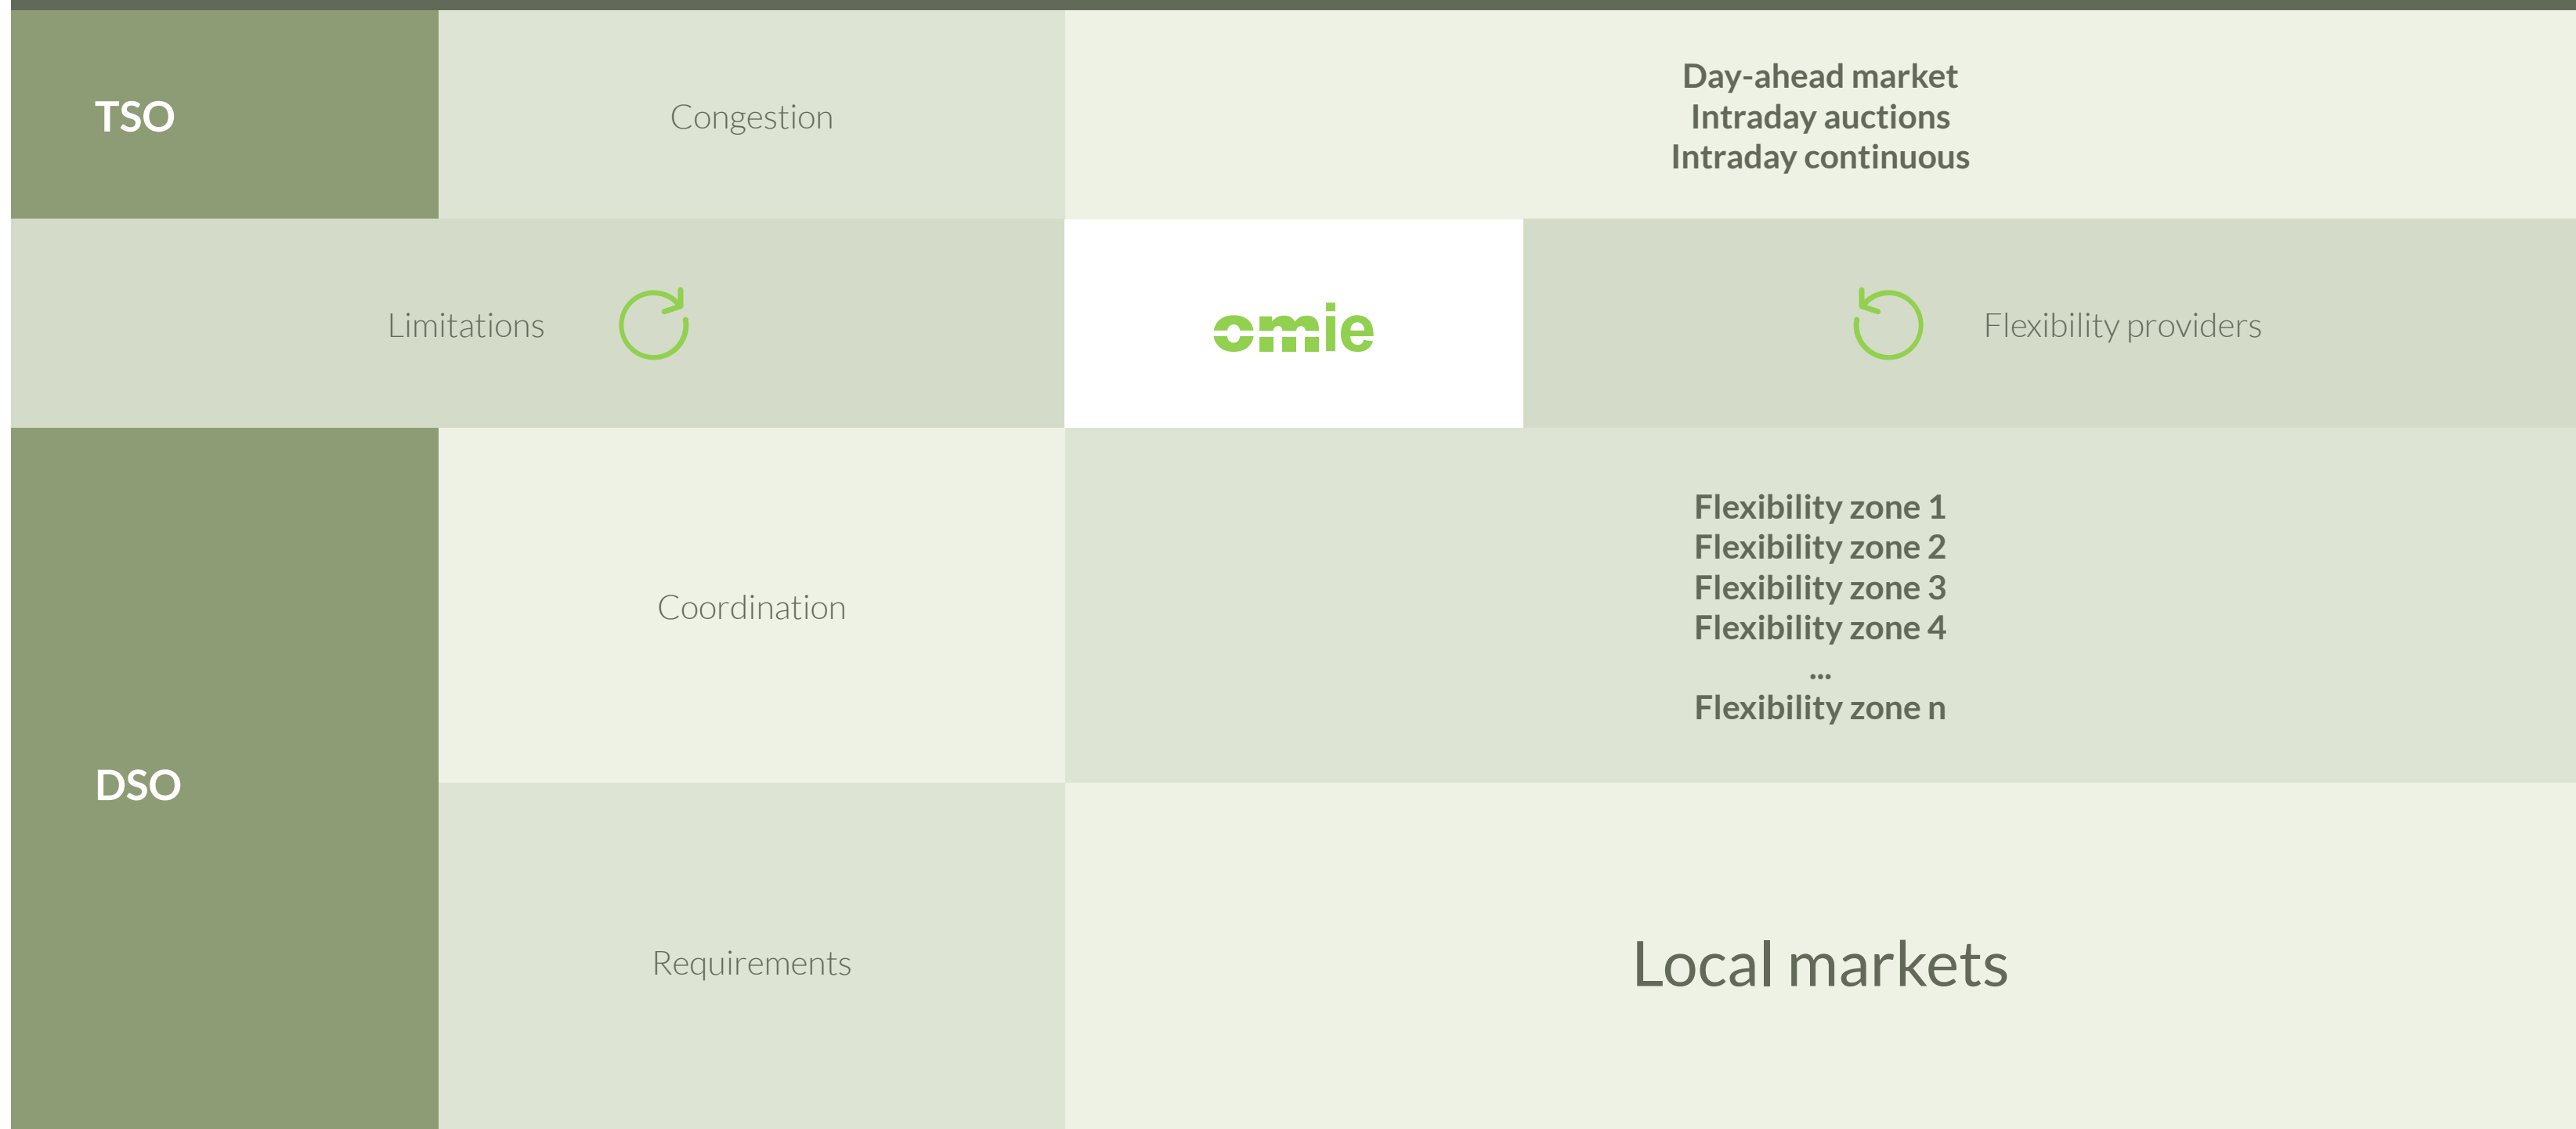 TSO
Congestion
Day-ahead market
Intraday auctions
Intraday continuous
Limitations
omie
Flexibility providers
DSO
Coordination
Flexibility zone 1
Flexibility zone 2
Flexibility zone 3
Flexibility zone 4
...
Flexibility zone n
Requirements
Local markets